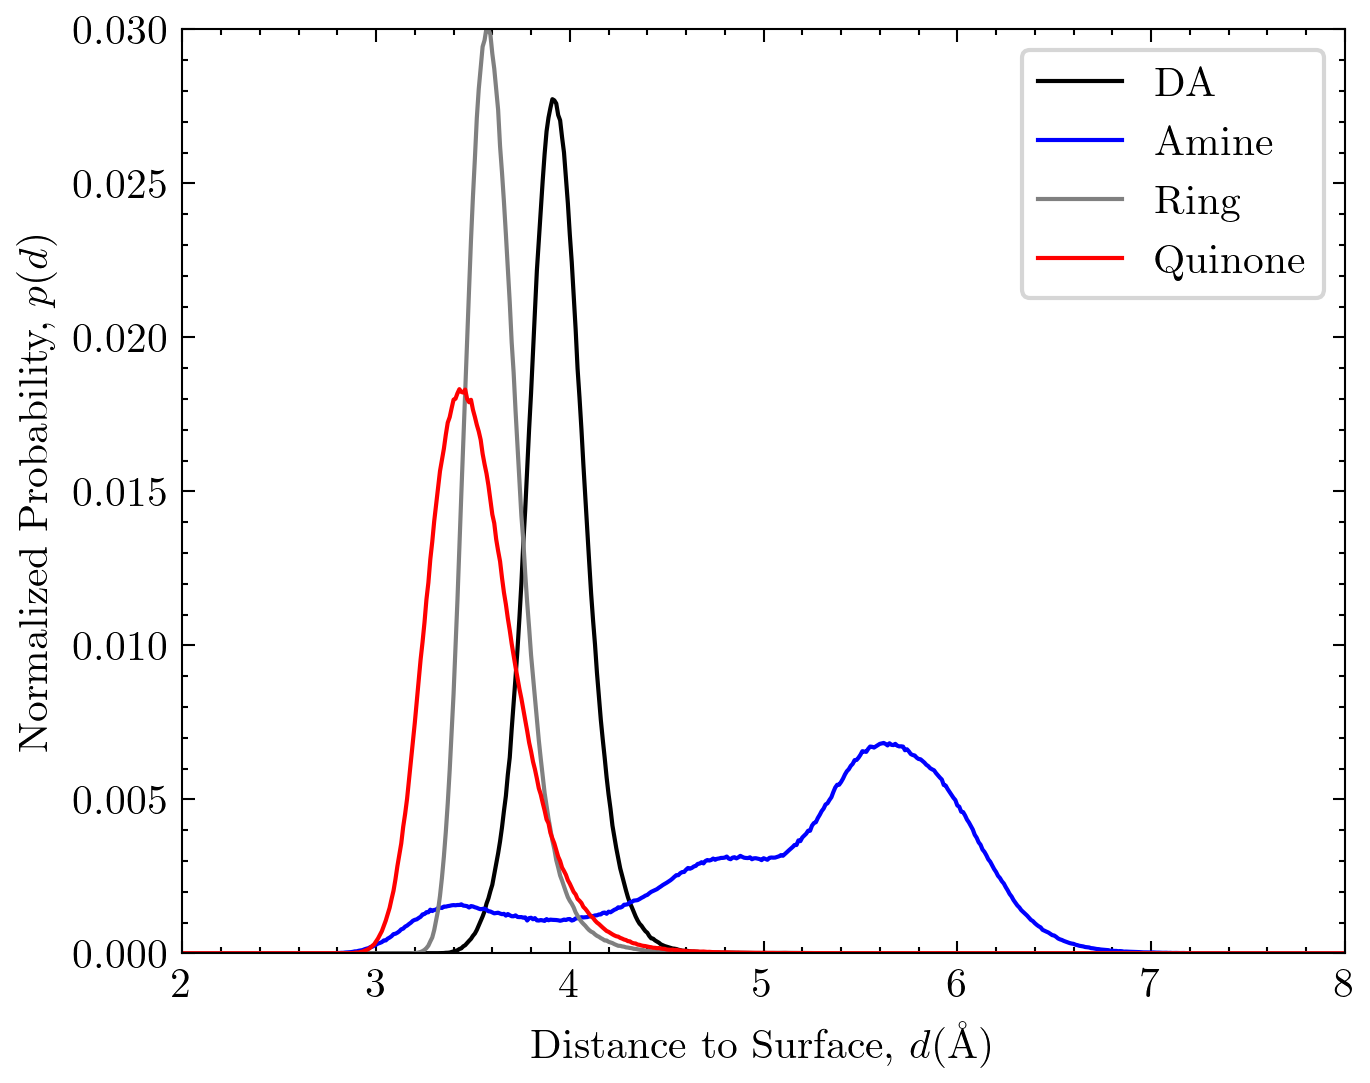 0.030
0.025
0.020
0.015
0.010
0.005
0.000
Normalized Probability, p(d)
2 3 4 5 6 7 8
Distance to Surface, d(Å)
DA
Amine
Ring
Quinone